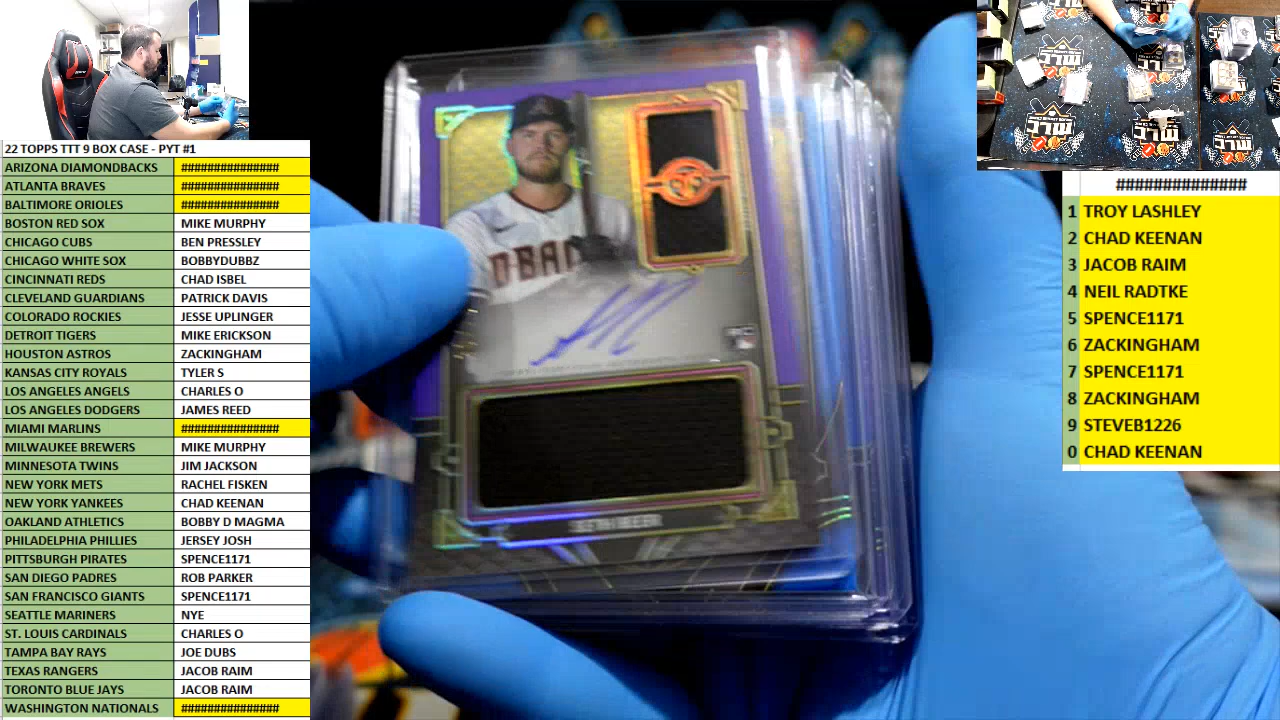 22 TOPPS TTT 9 BOX CASE - PYT #1
ARIZONA DIAMONDBACKS ###############
ATLANTA BRAVES ###############
BALTIMORE ORIOLES ###############
BOSTON RED SOX MIKE MURPHY
CHICAGO CUBS BEN PRESSLEY
CHICAGO WHITE SOX BOBBYDUBBZ
CINCINNATI REDS CHAD ISBEL
CLEVELAND GUARDIANS PATRICK DAVIS
COLORADO ROCKIES JESSE UPLINGER
DETROIT TIGERS MIKE ERICKSON
HOUSTON ASTROS ZACKINGHAM
KANSAS CITY ROYALS TYLER S
LOS ANGELES ANGELS CHARLES O
LOS ANGELES DODGERS JAMES REED
MIAMI MARLINS ###############
MILWAUKEE BREWERS MIKE MURPHY
MINNESOTA TWINS JIM JACKSON
NEW YORK METS RACHEL FISKEN
NEW YORK YANKEES CHAD KEENAN
OAKLAND ATHLETICS BOBBY D MAGMA
PHILADELPHIA PHILLIES JERSEY JOSH
PITTSBURGH PIRATES SPENCE1171
SAN DIEGO PADRES ROB PARKER
SAN FRANCISCO GIANTS SPENCE1171
SEATTLE MARINERS NYE
ST. LOUIS CARDINALS CHARLES O
TAMPA BAY RAYS JOE DUBS
TEXAS RANGERS JACOB RAIM
TORONTO BLUE JAYS JACOB RAIM
WASHINGTON NATIONALS ###############
SETH BEER
##############
1 TROY LASHLEY
2 CHAD KEENAN
3 JACOB RAIM
4 NEIL RADTKE
5 SPENCE1171
6 ZACKINGHAM
7 SPENCE1171
8 ZACKINGHAM
9 STEVEB1226
0 CHAD KEENAN